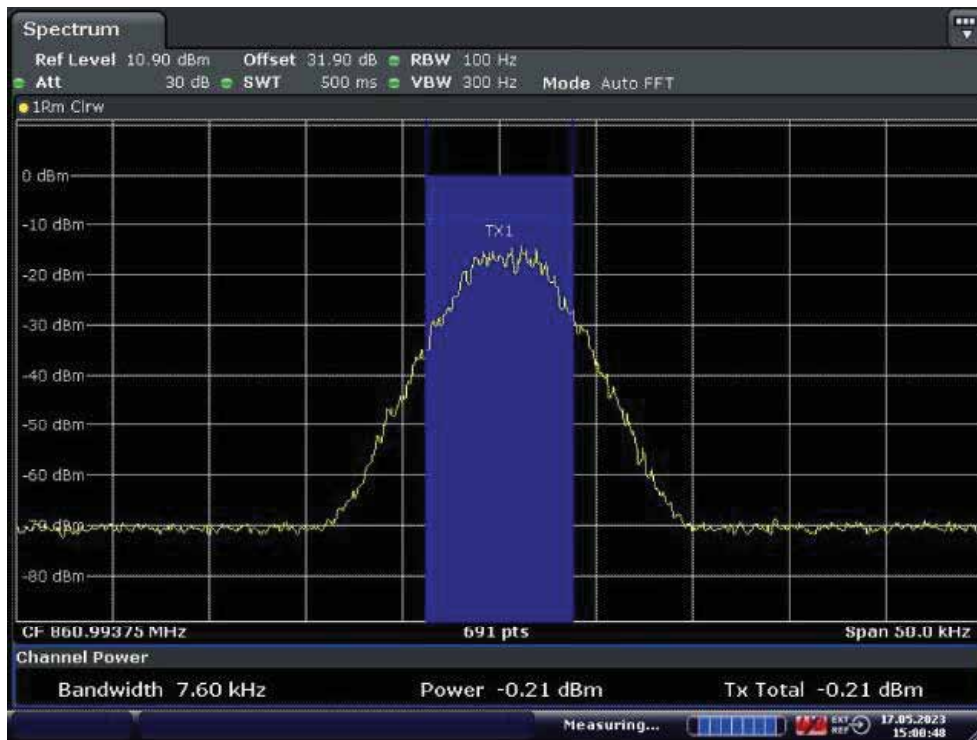 Spectrum
Ref Level 10.90 dBm Offset 31.90 dB RBW 100 Hz
Att 30 dB SWT 500 ms VBW 300 Hz Mode Auto FFT
1Rm Clrw
0 dBm
-10 dBm
TX1
-20 dBm
-30 dBm
-40 dBm
-50 dBm
-60 dBm
-70 dBm
-80 dBm
CF 860.99375 MHz 691 pts Span 50.0 kHz
Channel Power
Bandwidth 7.60 kHz Power -0.21 dBm Tx Total -0.21 dBm
Measuring... EXT REF 17.05.2023
15:00:48